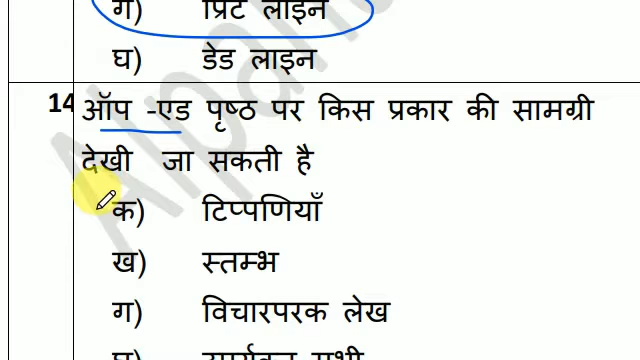 ग) प्रिंट लाइन
घ) डेड लाइन
14 ऑप -एड पृष्ठ पर किस प्रकार की सामग्री
देखी जा सकती है
क) टिप्पणियाँ
ख) स्तम्भ
ग) विचारपरक लेख